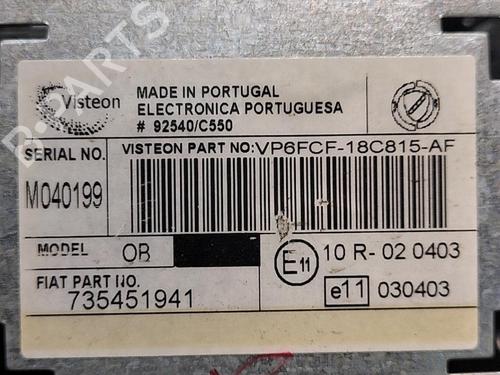 Visteon
MADE IN PORTUGAL
ELECTRONICA PORTUGUESA
# 92540/C550
SERIAL NO.
M040199
VISTEON PART NO: VP6FCF-18C815-AF
MODEL OB
E11
10 R- 02 0403
FIAT PART NO.
735451941
e11 030403